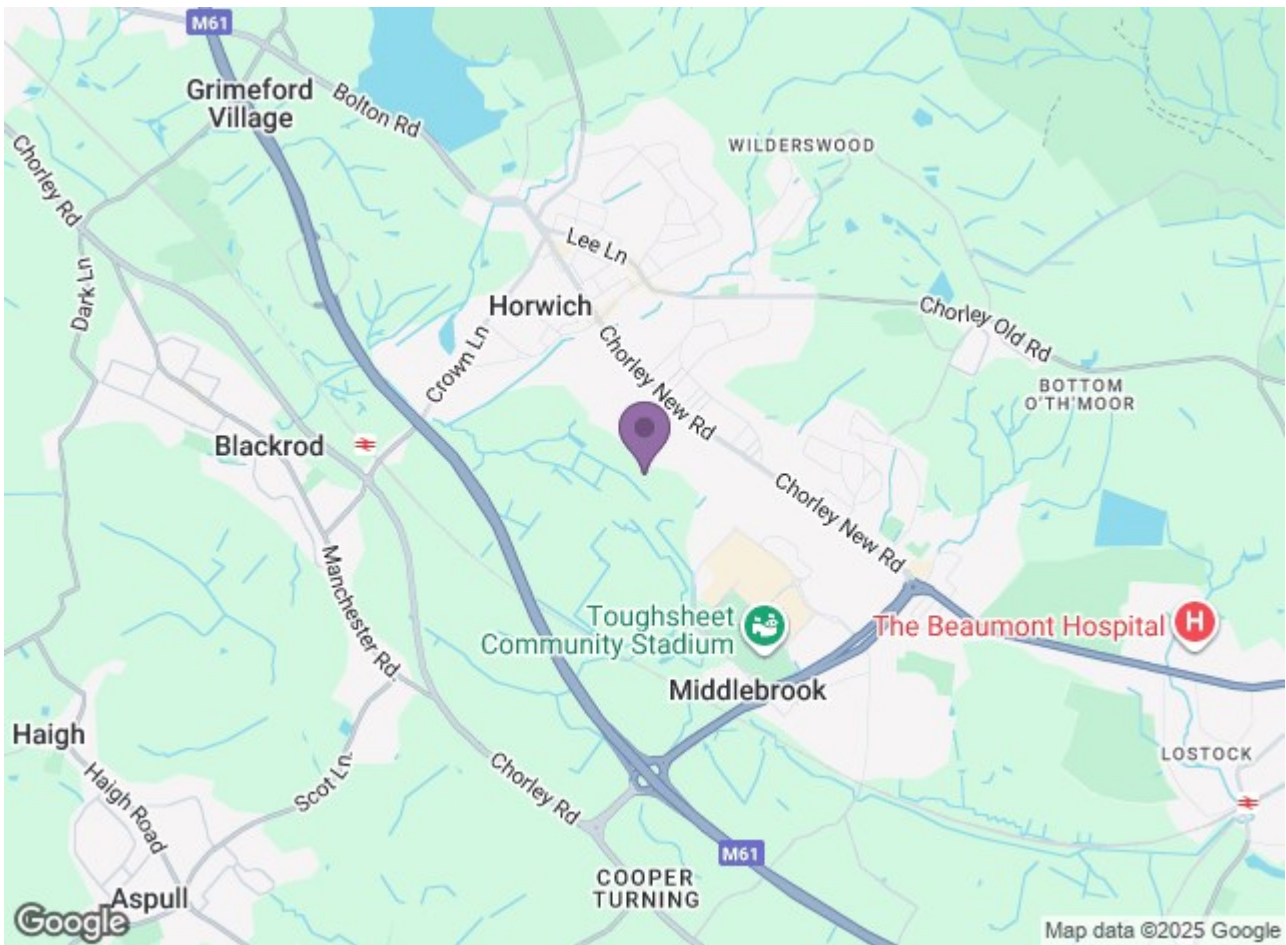 M61
Grimeford
Village
Bolton Rd
WILDERSWOOD
Chorley Rd
Lee Ln
Dark Ln
Horwich
Chorley Old Rd
Crown Ln
Chorley New Rd
BOTTOM
O'TH'MOOR
Blackrod
Chorley New Rd
Manchester Rd.
Toughsheet
Community Stadium
The Beaumont Hospital
H
Middlebrook
Haigh
LOSTOCK
Haigh Road
Scot Ln.
Chorley Rd
M61
COOPER
TURNING
Aspull
Google
Map data ©2025 Google